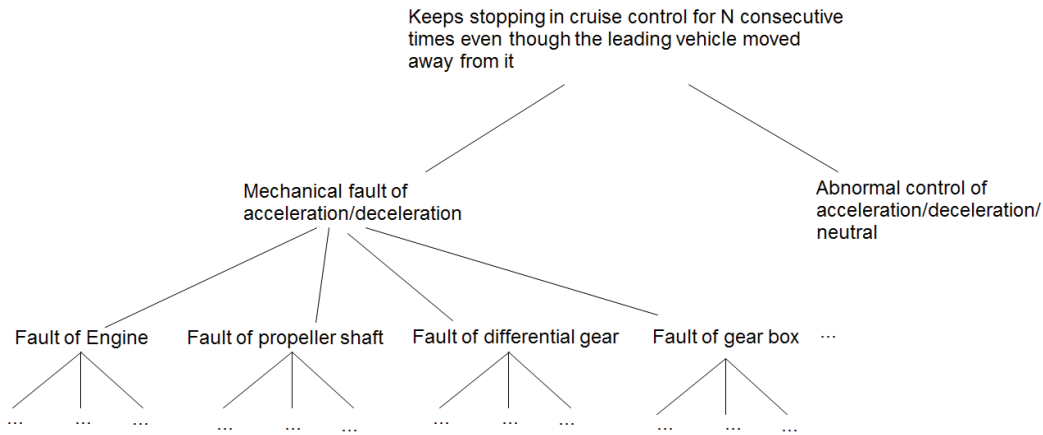 Keeps stopping in cruise control for N consecutive
times even though the leading vehicle moved
away from it
Mechanical fault of
acceleration/deceleration
Abnormal control of
acceleration/deceleration/
neutral
Fault of Engine
Fault of propeller shaft
Fault of differential gear
Fault of gear box
...
... ... ... ... ... ... ... ... ... ... ... ...